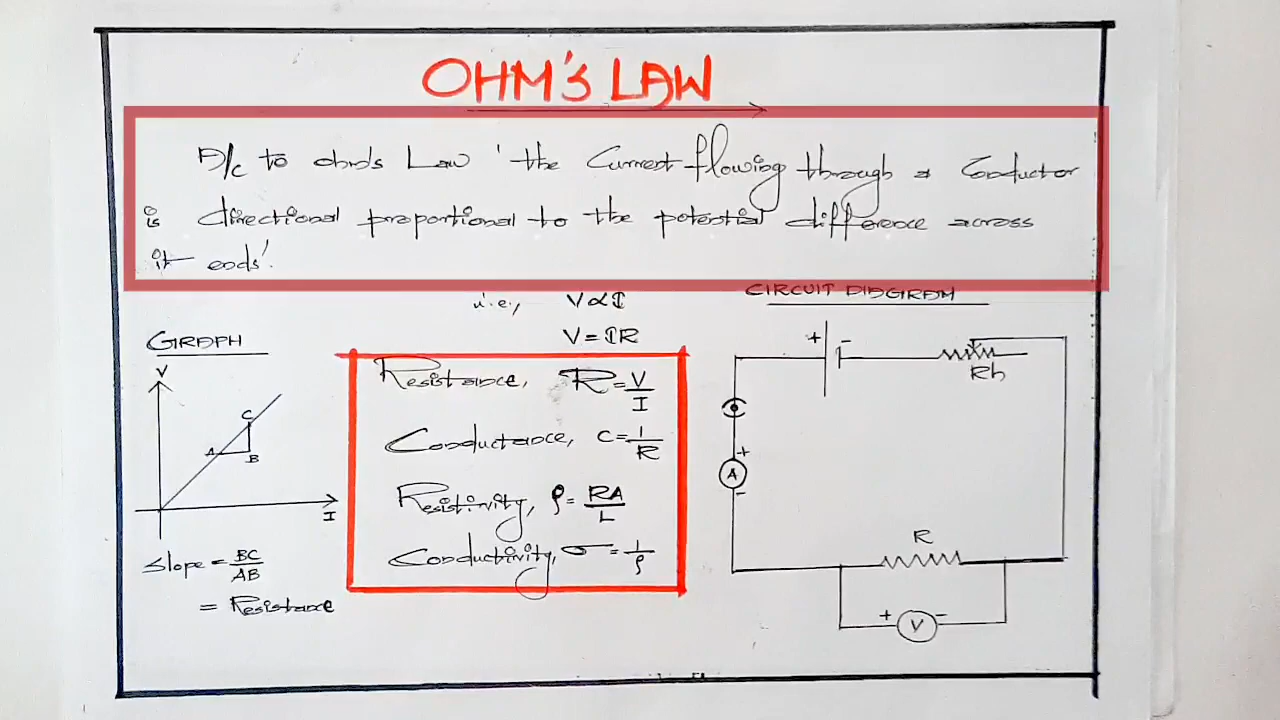 OHM'S LAW
A/c to ohm's Law 'the Current flowing through a Conductor
is directional proportional to the potential difference across
it ends'.
i.e., V∝I
V=IR
CIRCUIT DIAGRAM
GRAPH
V
C
A
B
I
Slope = BC/AB
= Resistance
Resistance, R = V/I
Conductance, C = 1/R
Resistivity, ρ = RA/L
Conductivity, σ = 1/ρ
+ -
Rh
+
A
-
R
+ V -